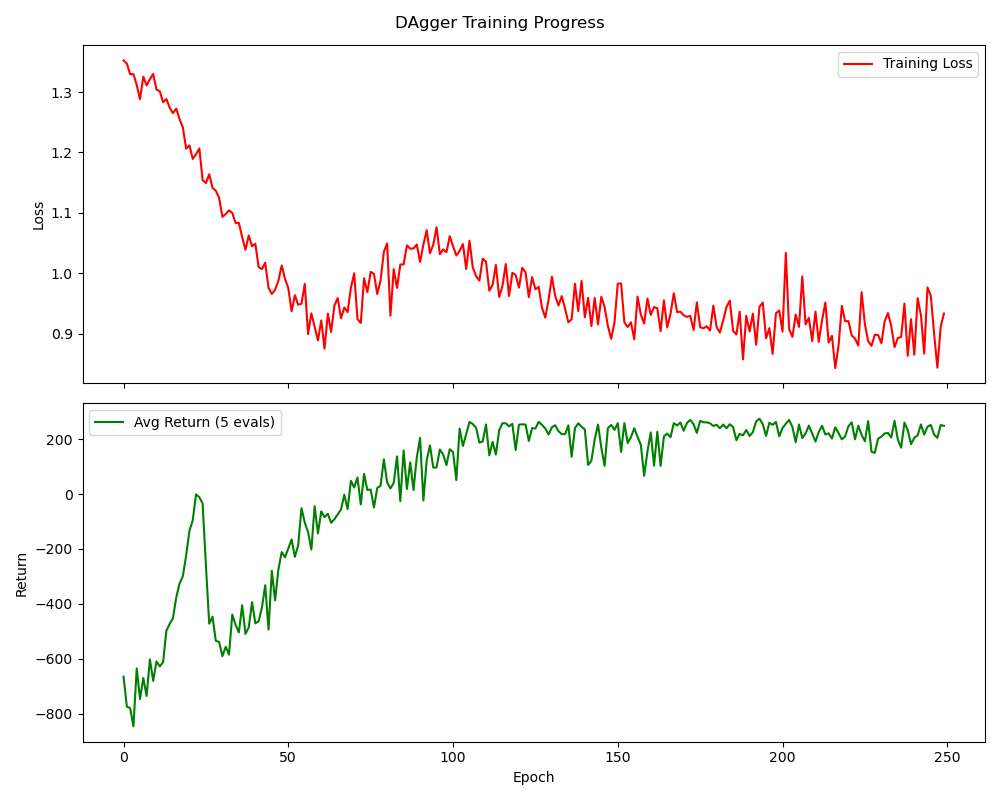 DAgger Training Progress
Training Loss
1.3
1.2
1.1
1.0
0.9
Loss
Avg Return (5 evals)
200
0
−200
−400
−600
−800
Return
0 50 100 150 200 250
Epoch